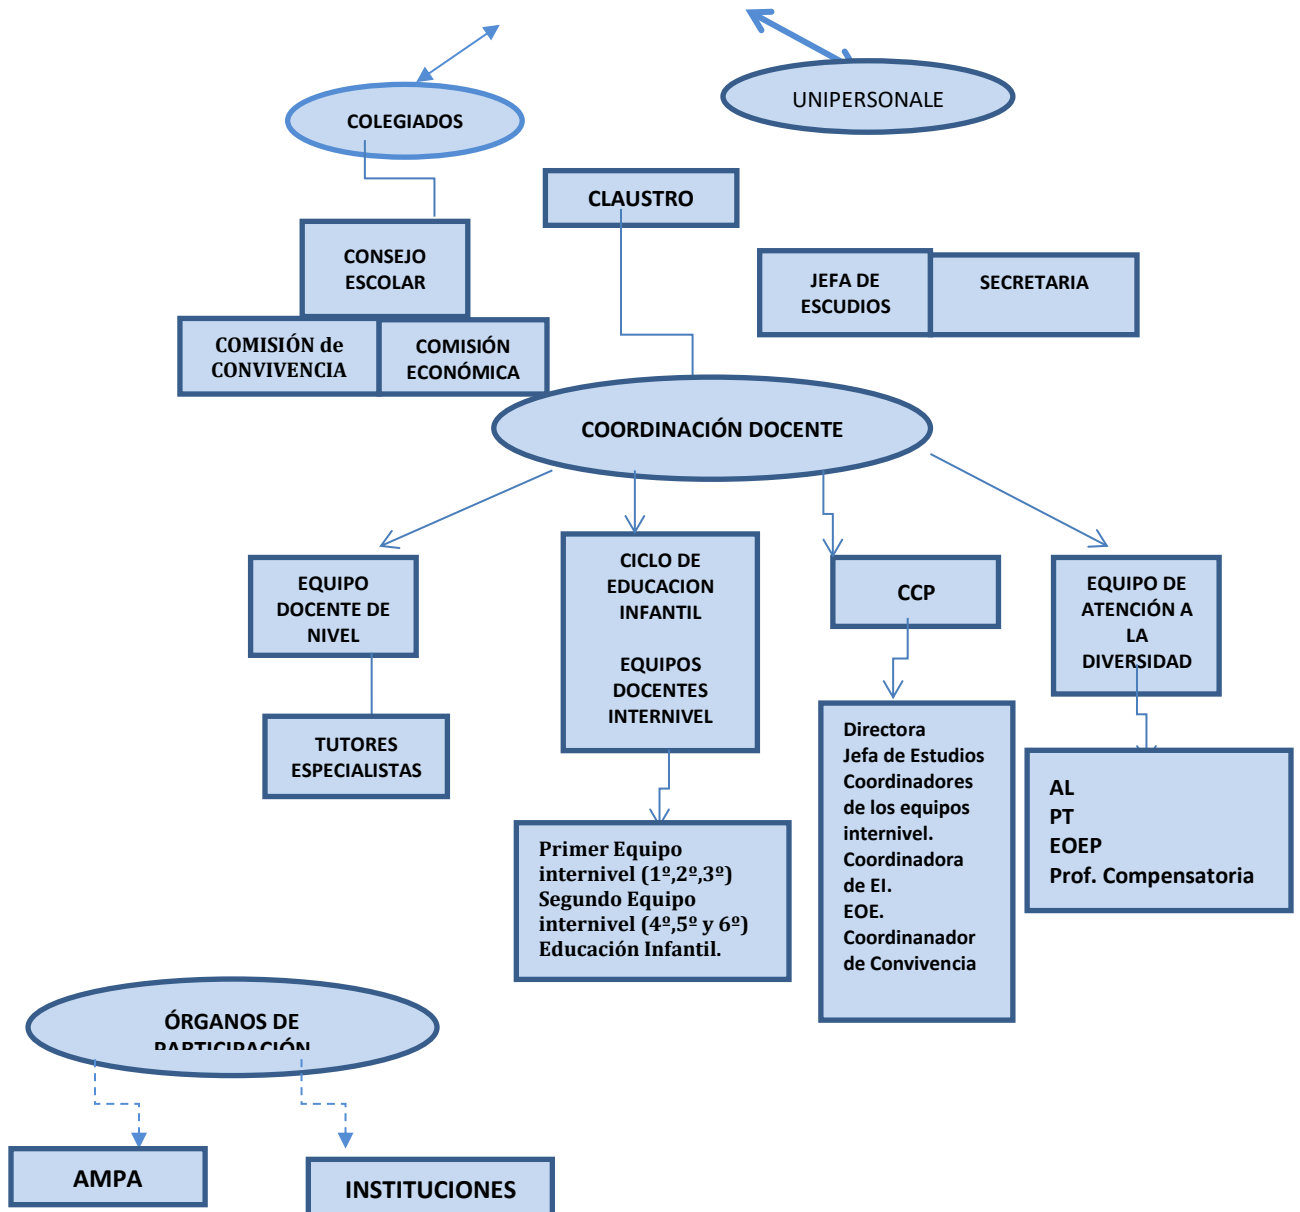 COLEGIADOS
UNIPERSONALE
CLAUSTRO
CONSEJO
ESCOLAR
JEFA DE
ESCUDIOS
SECRETARIA
COMISIÓN de
CONVIVENCIA
COMISIÓN
ECONÓMICA
COORDINACIÓN DOCENTE
EQUIPO
DOCENTE DE
NIVEL
CICLO DE
EDUCACION
INFANTIL
EQUIPOS
DOCENTES
INTERNIVEL
CCP
EQUIPO DE
ATENCIÓN A
LA
DIVERSIDAD
TUTORES
ESPECIALISTAS
Primer Equipo
internivel (1º,2º,3º)
Segundo Equipo
internivel (4º,5º y 6º)
Educación Infantil.
Directora
Jefa de Estudios
Coordinadores
de los equipos
internivel.
Coordinadora
de EI.
EOE.
Coordinanador
de Convivencia
AL
PT
EOEP
Prof. Compensatoria
ÓRGANOS DE
PARTICIPACIÓN
AMPA
INSTITUCIONES